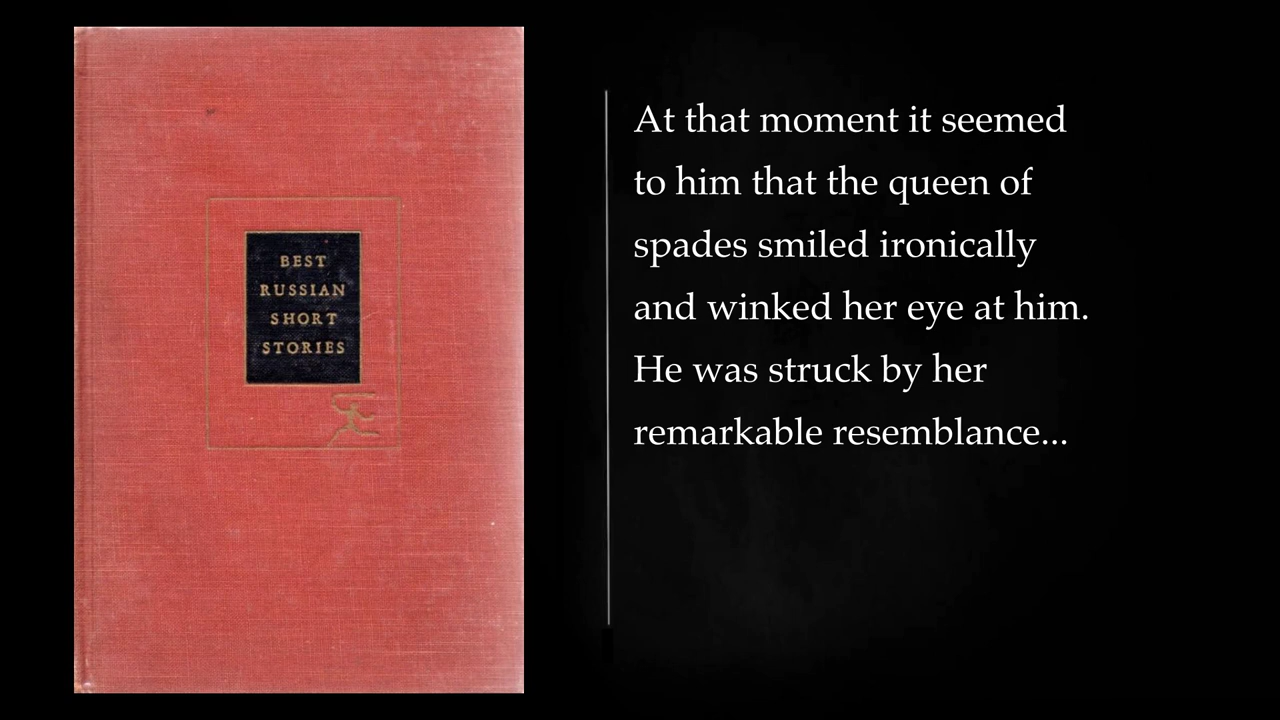 BEST
RUSSIAN
SHORT
STORIES
At that moment it seemed
to him that the queen of
spades smiled ironically
and winked her eye at him.
He was struck by her
remarkable resemblance...